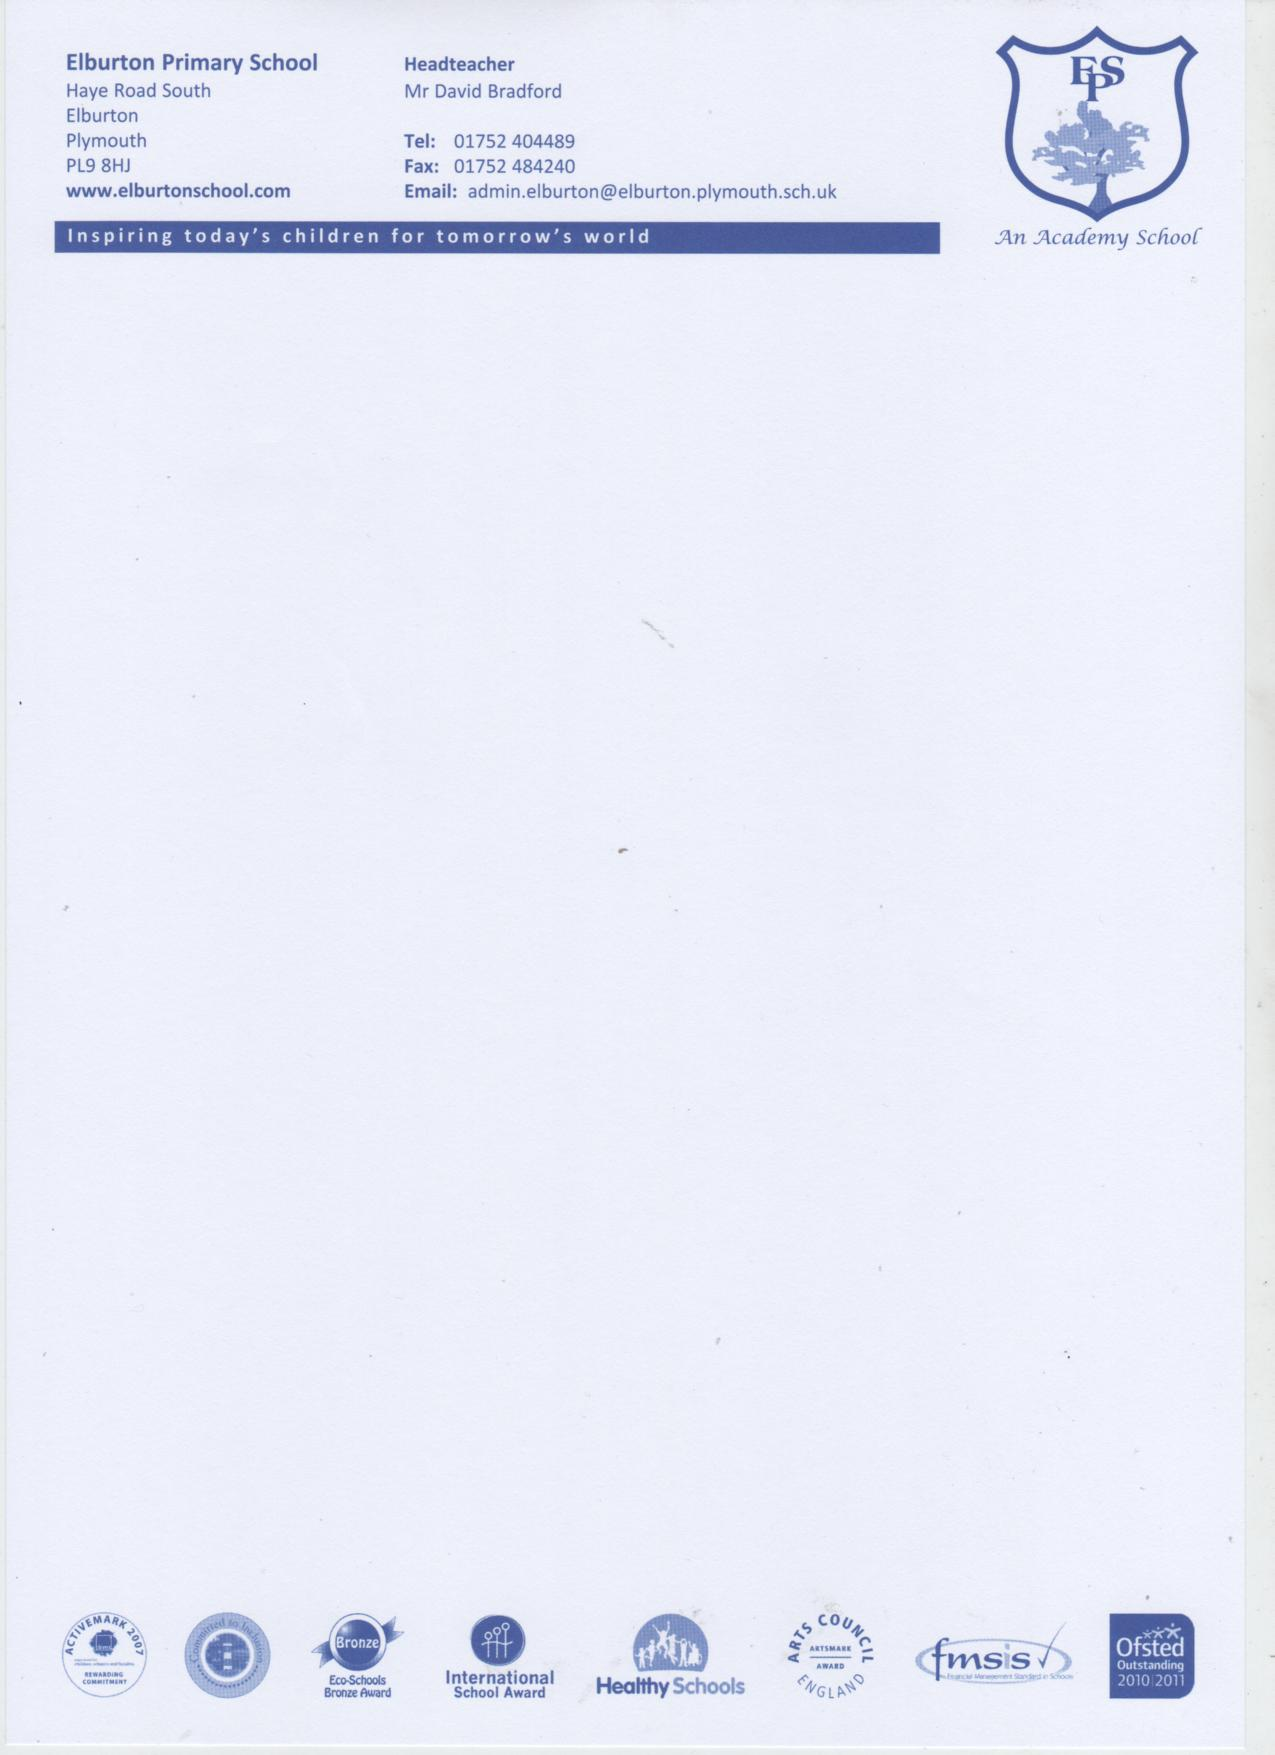 Elburton Primary School
Haye Road South
Elburton
Plymouth
PL9 8HJ
www.elburtonschool.com
Headteacher
Mr David Bradford
Tel: 01752 404489
Fax: 01752 484240
Email: admin.elburton@elburton.plymouth.sch.uk
EPS
An Academy School
Inspiring today's children for tomorrow's world
ACTIVEMARK 2007
REWARDING
COMMITMENT
Committed to Inclusion
Bronze
Eco-Schools
Bronze Award
International
School Award
Healthy Schools
ARTS COUNCIL
ARTSMARK
AWARD
ENGLAND
fmsis
Financial Management Standard in Schools
Ofsted
Outstanding
2010|2011